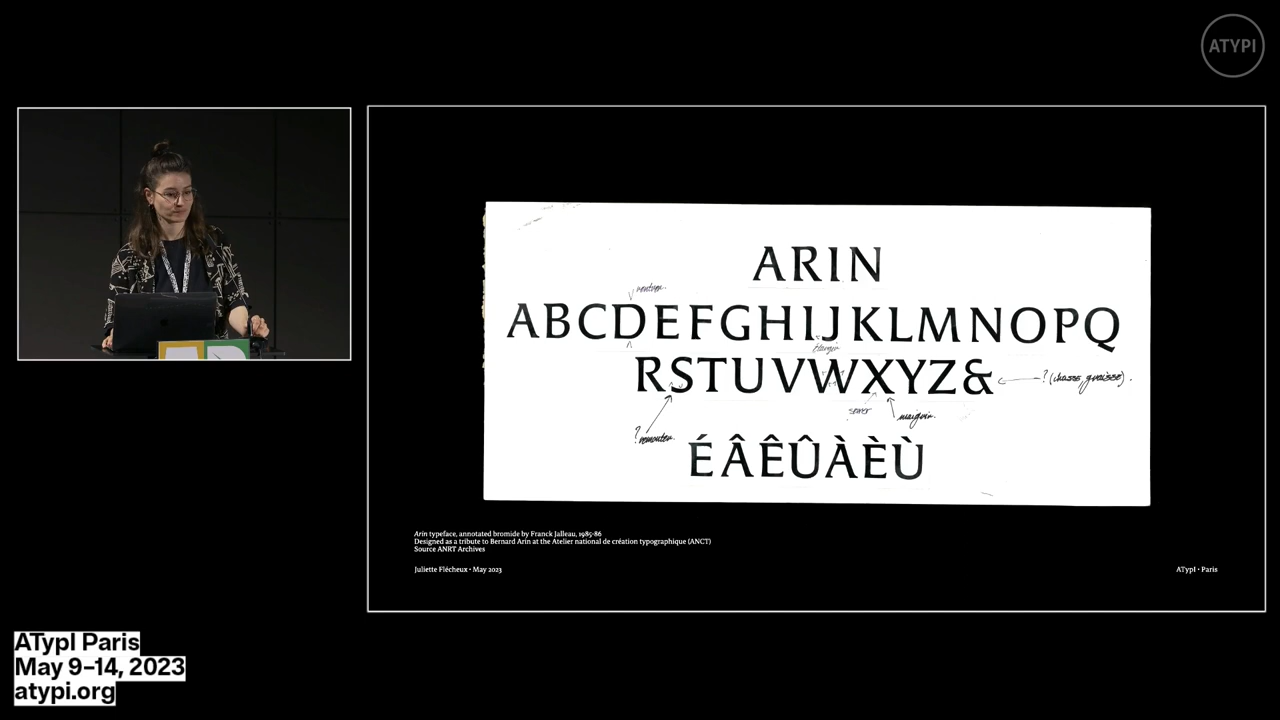 ATYPI
ARIN
ABCDEFGHIJKLMNOPQ
RSTUVWXYZ&
? (chasse, graisse).
serrer
maigrir.
? remonter.
ÉÂÊÛÀÈÙ
Arin typeface, annotated bromide by Franck Jalleau, 1985-86
Designed as a tribute to Bernard Arin at the Atelier national de création typographique (ANCT)
Source ANRT Archives
Juliette Flécheux • May 2023
ATypI • Paris
ATypI Paris
May 9–14, 2023
atypi.org